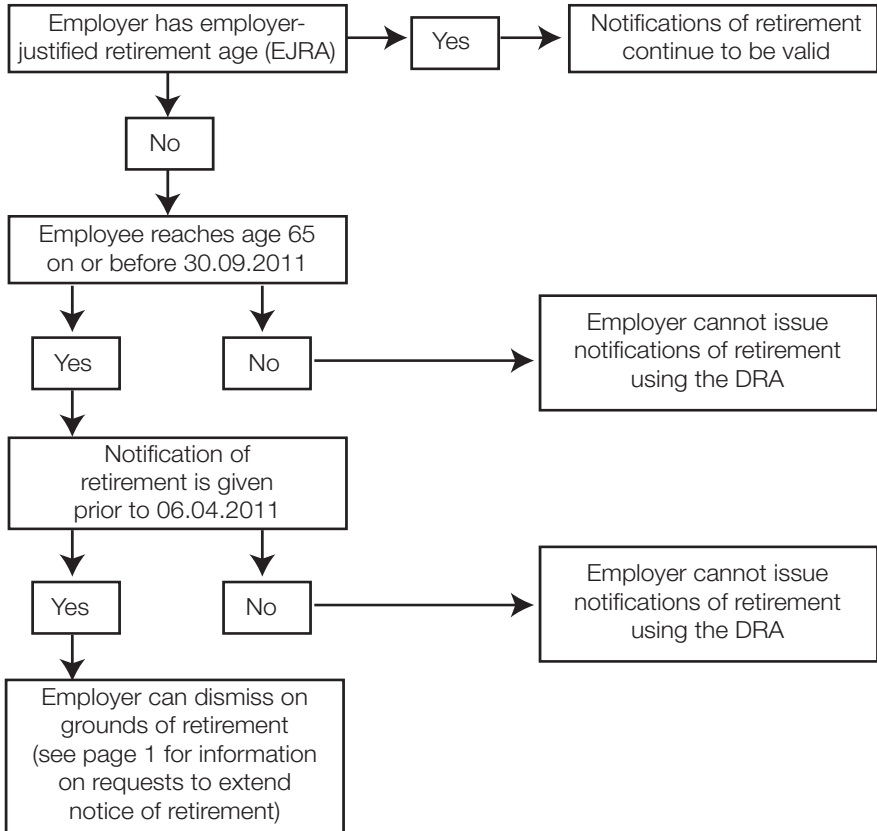 Employer has employer-
justified retirement age (EJRA)
Yes
Notifications of retirement
continue to be valid
No
Employee reaches age 65
on or before 30.09.2011
Yes
No
Employer cannot issue
notifications of retirement
using the DRA
Notification of
retirement is given
prior to 06.04.2011
Yes
No
Employer cannot issue
notifications of retirement
using the DRA
Employer can dismiss on
grounds of retirement
(see page 1 for information
on requests to extend
notice of retirement)